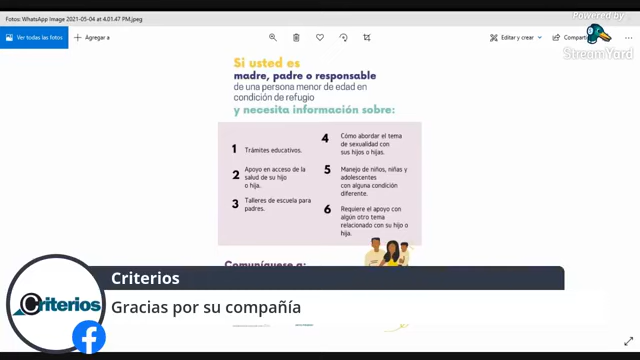 Fotos: WhatsApp Image 2021-05-04 at 4.01.47 PM.jpeg
Powered by
Ver todas las fotos
Agregar a
Editar y crear
StreamYard
Si usted es
madre, padre o responsable
de una persona menor de edad en
condición de refugio
y necesita información sobre:
1 Trámites educativos.
2 Apoyo en acceso de la
salud de su hijo
o hija.
3 Talleres de escuela para
padres.
4 Cómo abordar el tema
de sexualidad con
sus hijos o hijas.
5 Manejo de niños, niñas y
adolescentes
con alguna condición
diferente.
6 Requiere el apoyo con
algún otro tema
relacionado con su hijo o
hija.
Comuníquese a:
Criterios
Criterios
Gracias por su compañía